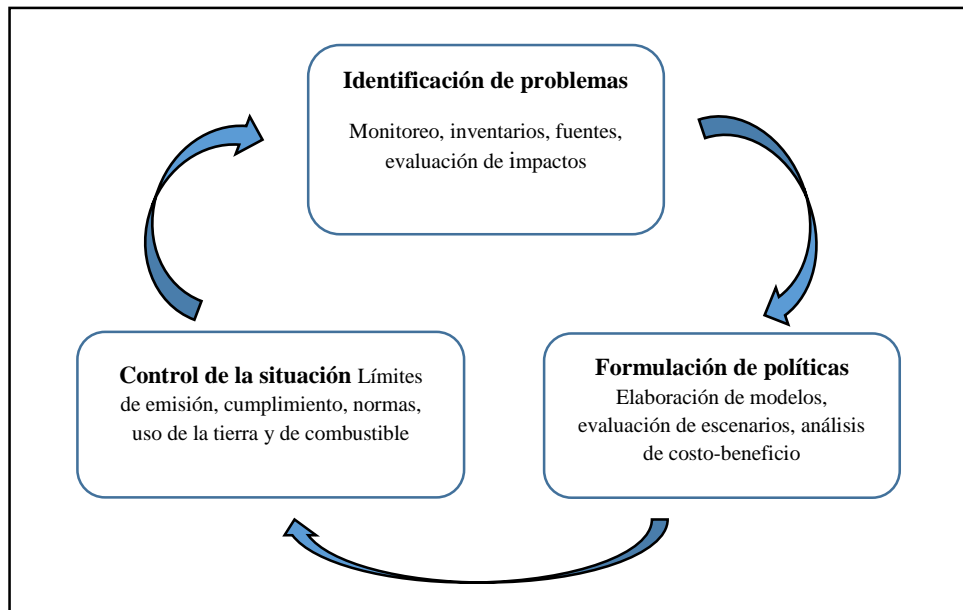 Identificación de problemas
Monitoreo, inventarios, fuentes,
evaluación de impactos
Control de la situación Límites
de emisión, cumplimiento, normas,
uso de la tierra y de combustible
Formulación de políticas
Elaboración de modelos,
evaluación de escenarios, análisis
de costo-beneficio